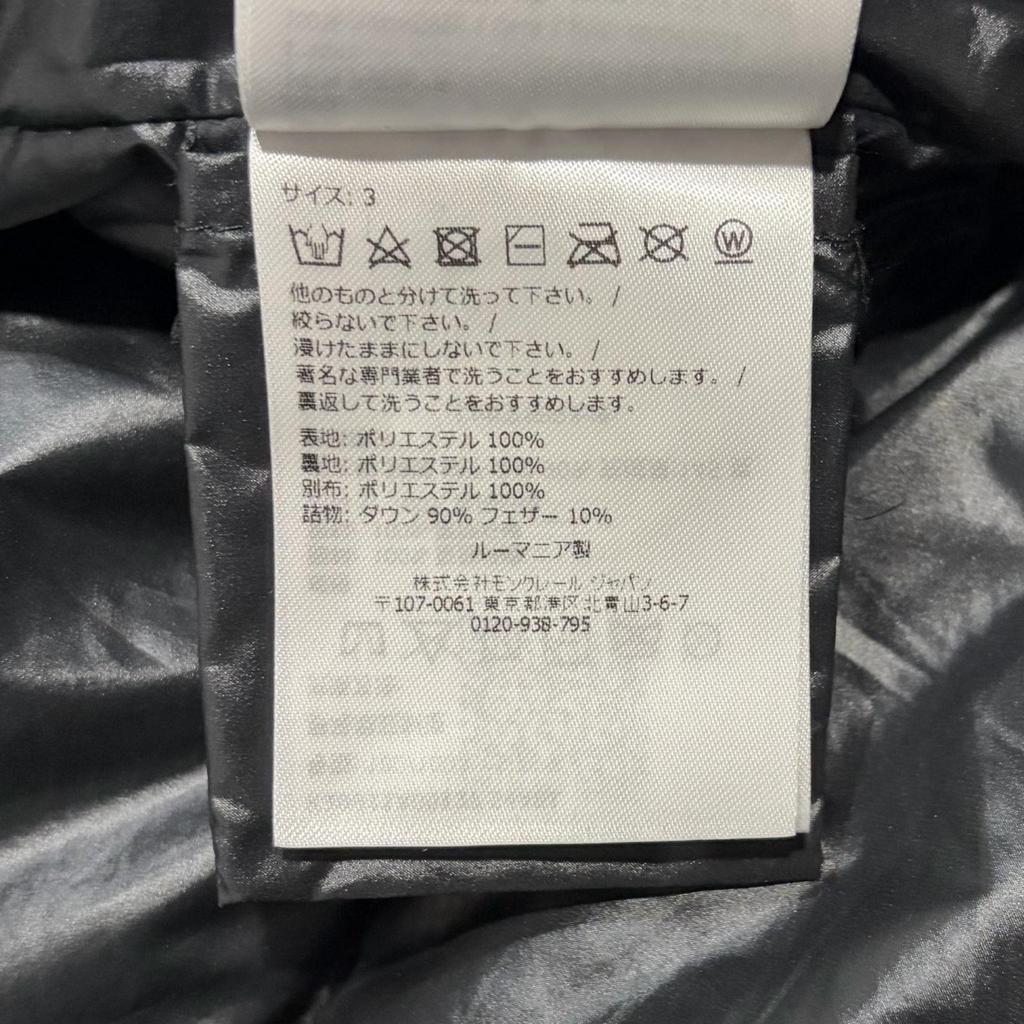 サイズ: 3
W
他のものと分けて洗って下さい。 /
絞らないで下さい。 /
浸けたままにしないで下さい。 /
著名な専門業者で洗うことをおすすめします。 /
裏返して洗うことをおすすめします。
表地: ポリエステル 100%
裏地: ポリエステル 100%
別布: ポリエステル 100%
詰物: ダウン 90% フェザー 10%
ルーマニア製
株式会社モンクレール ジャパン
〒107-0061 東京都港区北青山3-6-7
0120-938-795